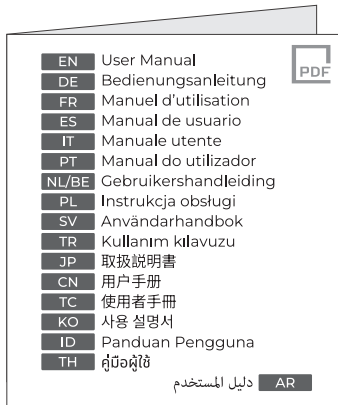 PDF
EN User Manual
DE Bedienungsanleitung
FR Manuel d'utilisation
ES Manual de usuario
IT Manuale utente
PT Manual do utilizador
NL/BE Gebruikershandleiding
PL Instrukcja obsługi
SV Användarhandbok
TR Kullanım kılavuzu
JP 取扱説明書
CN 用户手册
TC 使用者手冊
KO 사용 설명서
ID Panduan Pengguna
TH คู่มือผู้ใช้
AR دليل المستخدم